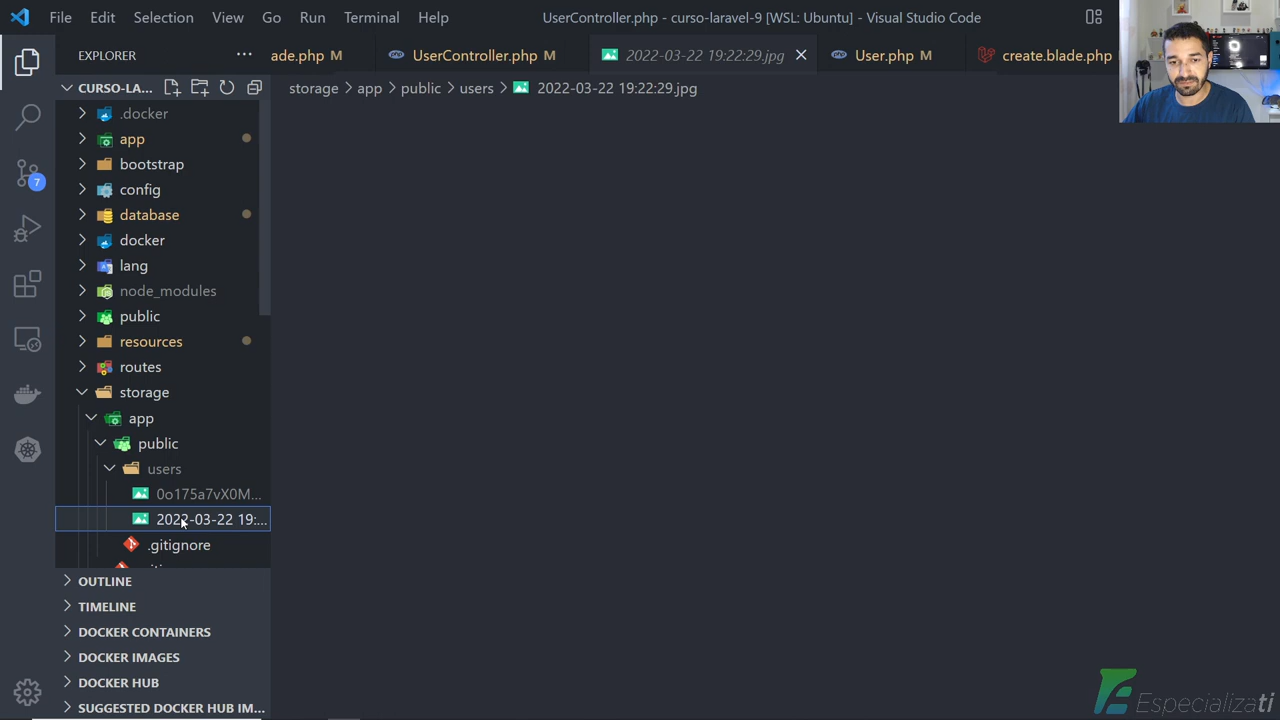 File Edit Selection View Go Run Terminal Help UserController.php - curso-laravel-9 [WSL: Ubuntu] - Visual Studio Code
EXPLORER ··· ade.php M UserController.php M 2022-03-22 19:22:29.jpg User.php M create.blade.php
CURSO-LA... storage app public users 2022-03-22 19:22:29.jpg
.docker
app
bootstrap
config
7
database
docker
lang
node_modules
public
resources
routes
storage
app
public
users
0o175a7vX0M...
2022-03-22 19:...
.gitignore
OUTLINE
TIMELINE
DOCKER CONTAINERS
DOCKER IMAGES
DOCKER HUB
SUGGESTED DOCKER HUB IM...
Especializati